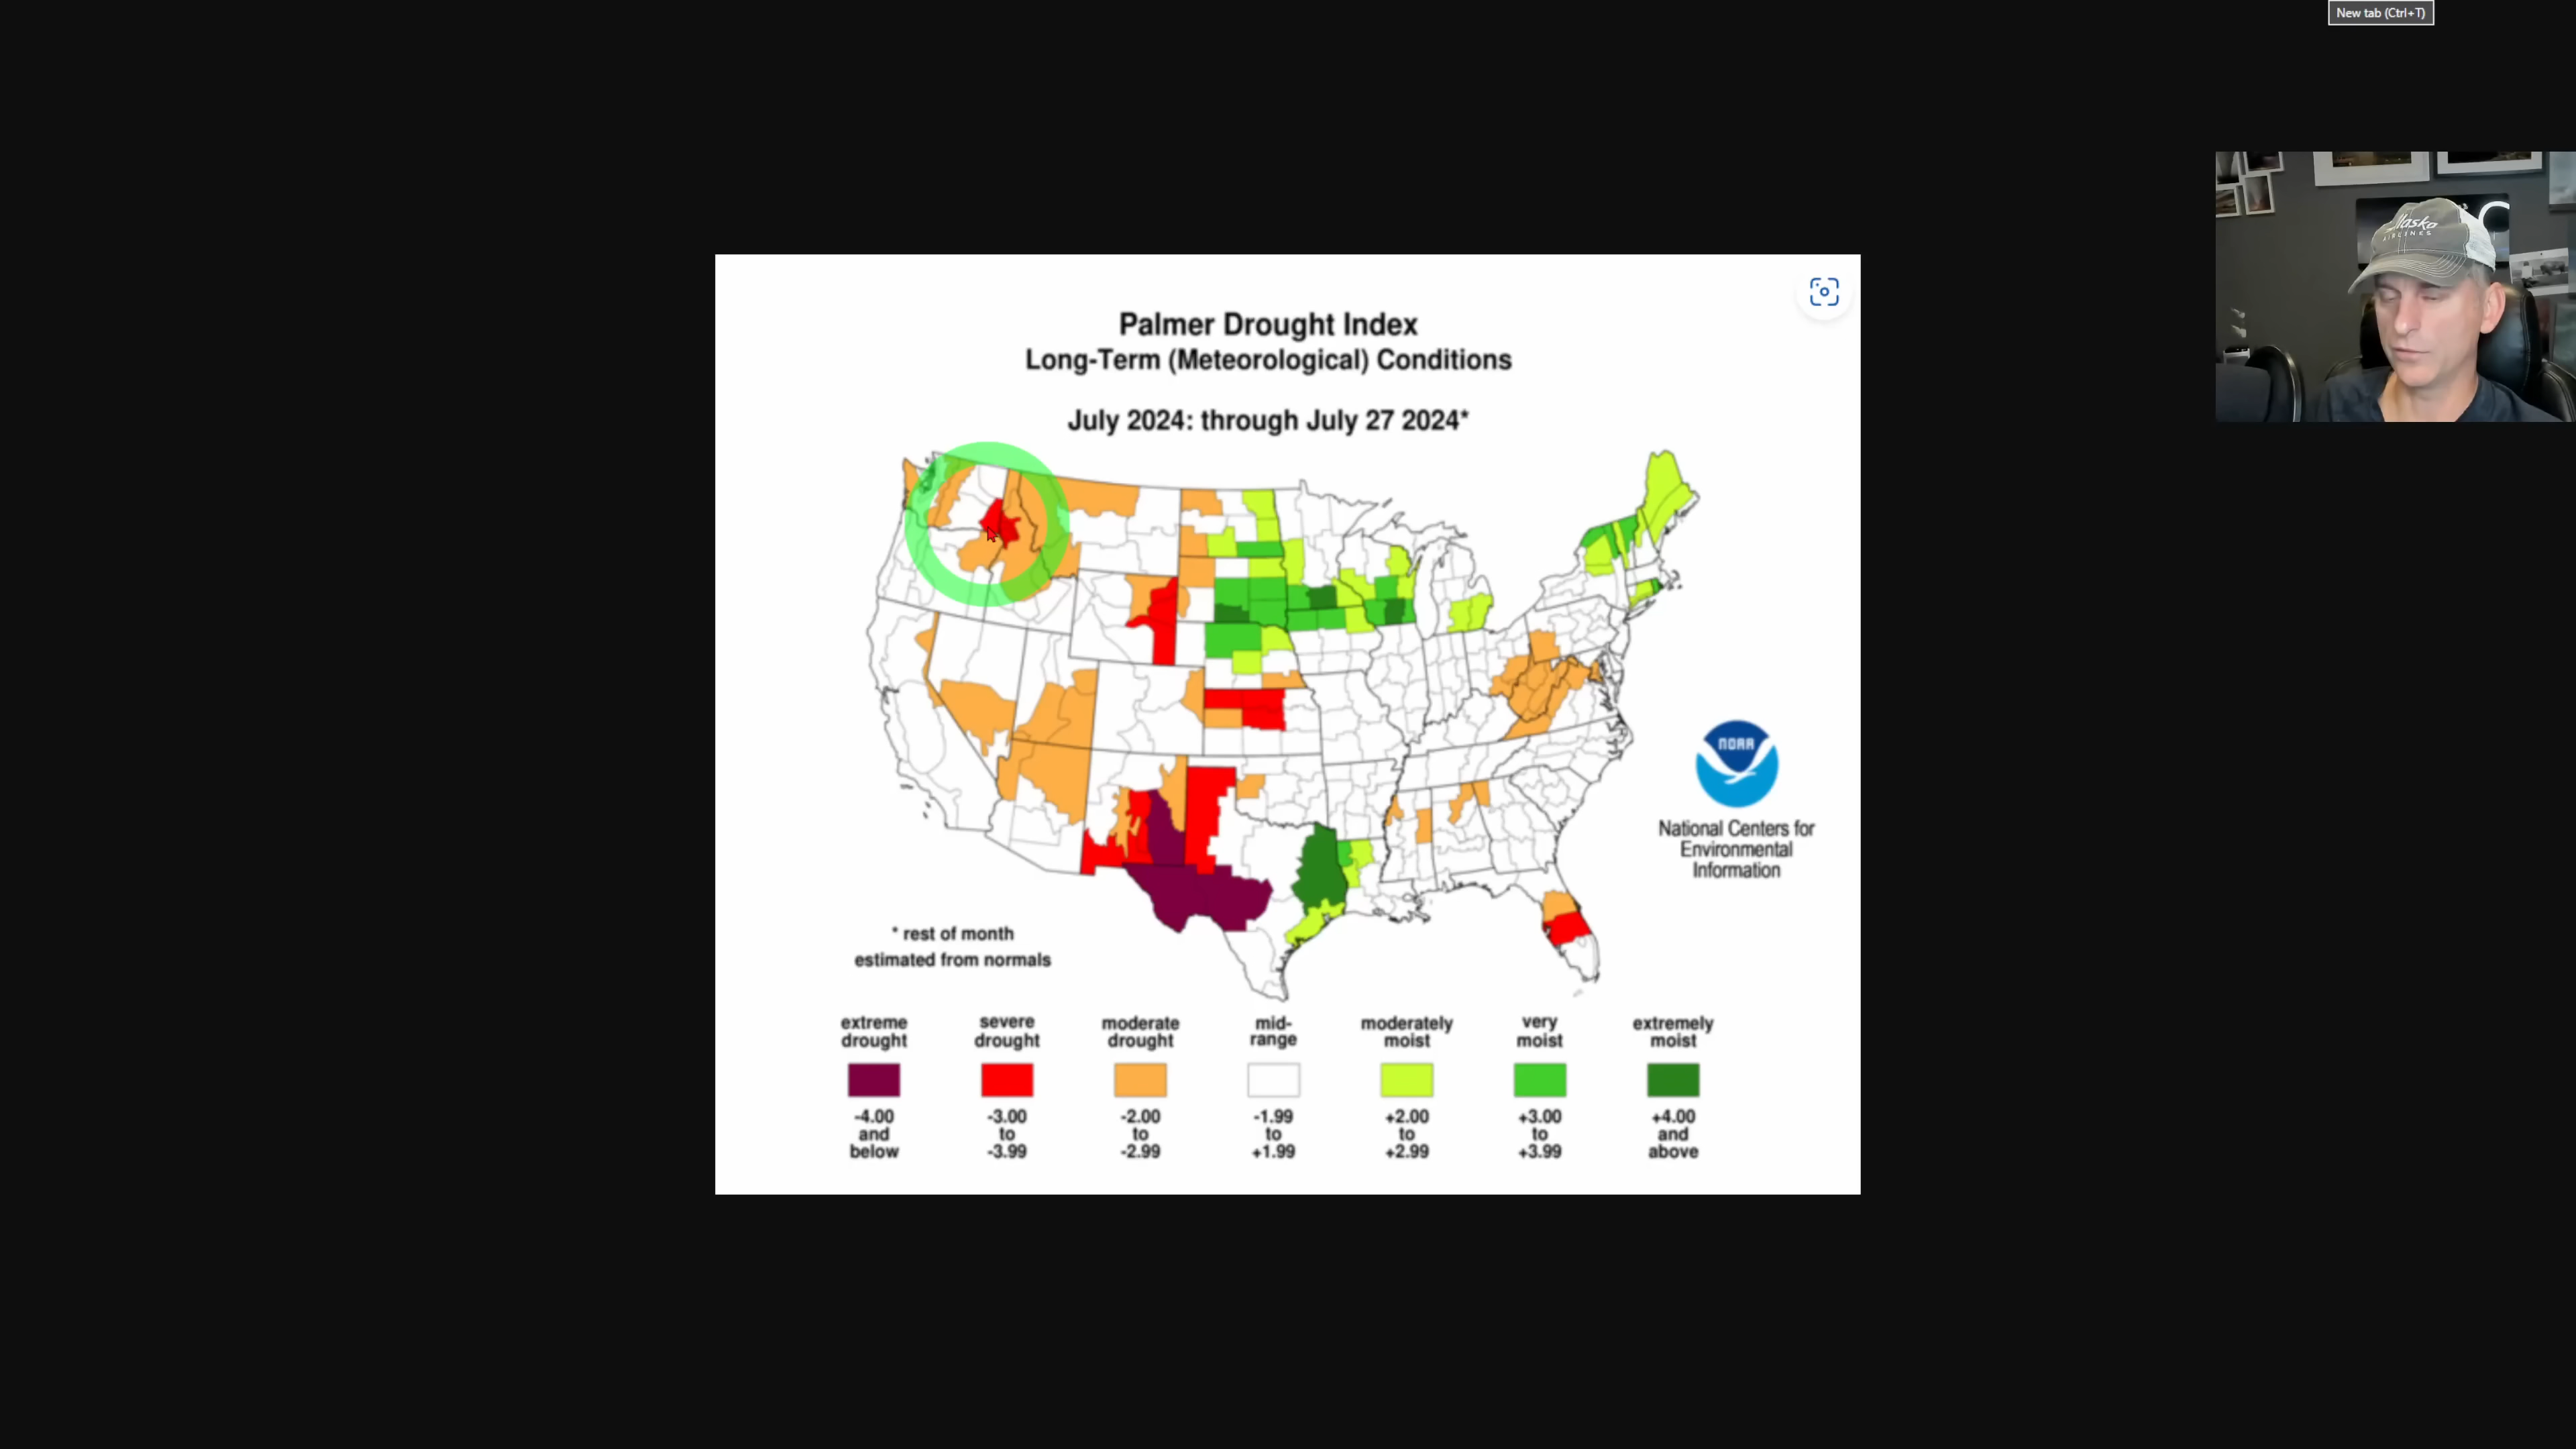 New tab (Ctrl+T)
Palmer Drought Index
Long-Term (Meteorological) Conditions
July 2024: through July 27 2024*
NOAA
National Centers for
Environmental
Information
* rest of month
estimated from normals
extreme
drought
-4.00
and
below
severe
drought
-3.00
to
-3.99
moderate
drought
-2.00
to
-2.99
mid-
range
-1.99
to
+1.99
moderately
moist
+2.00
to
+2.99
very
moist
+3.00
to
+3.99
extremely
moist
+4.00
and
above
Alaska
AIRLINES